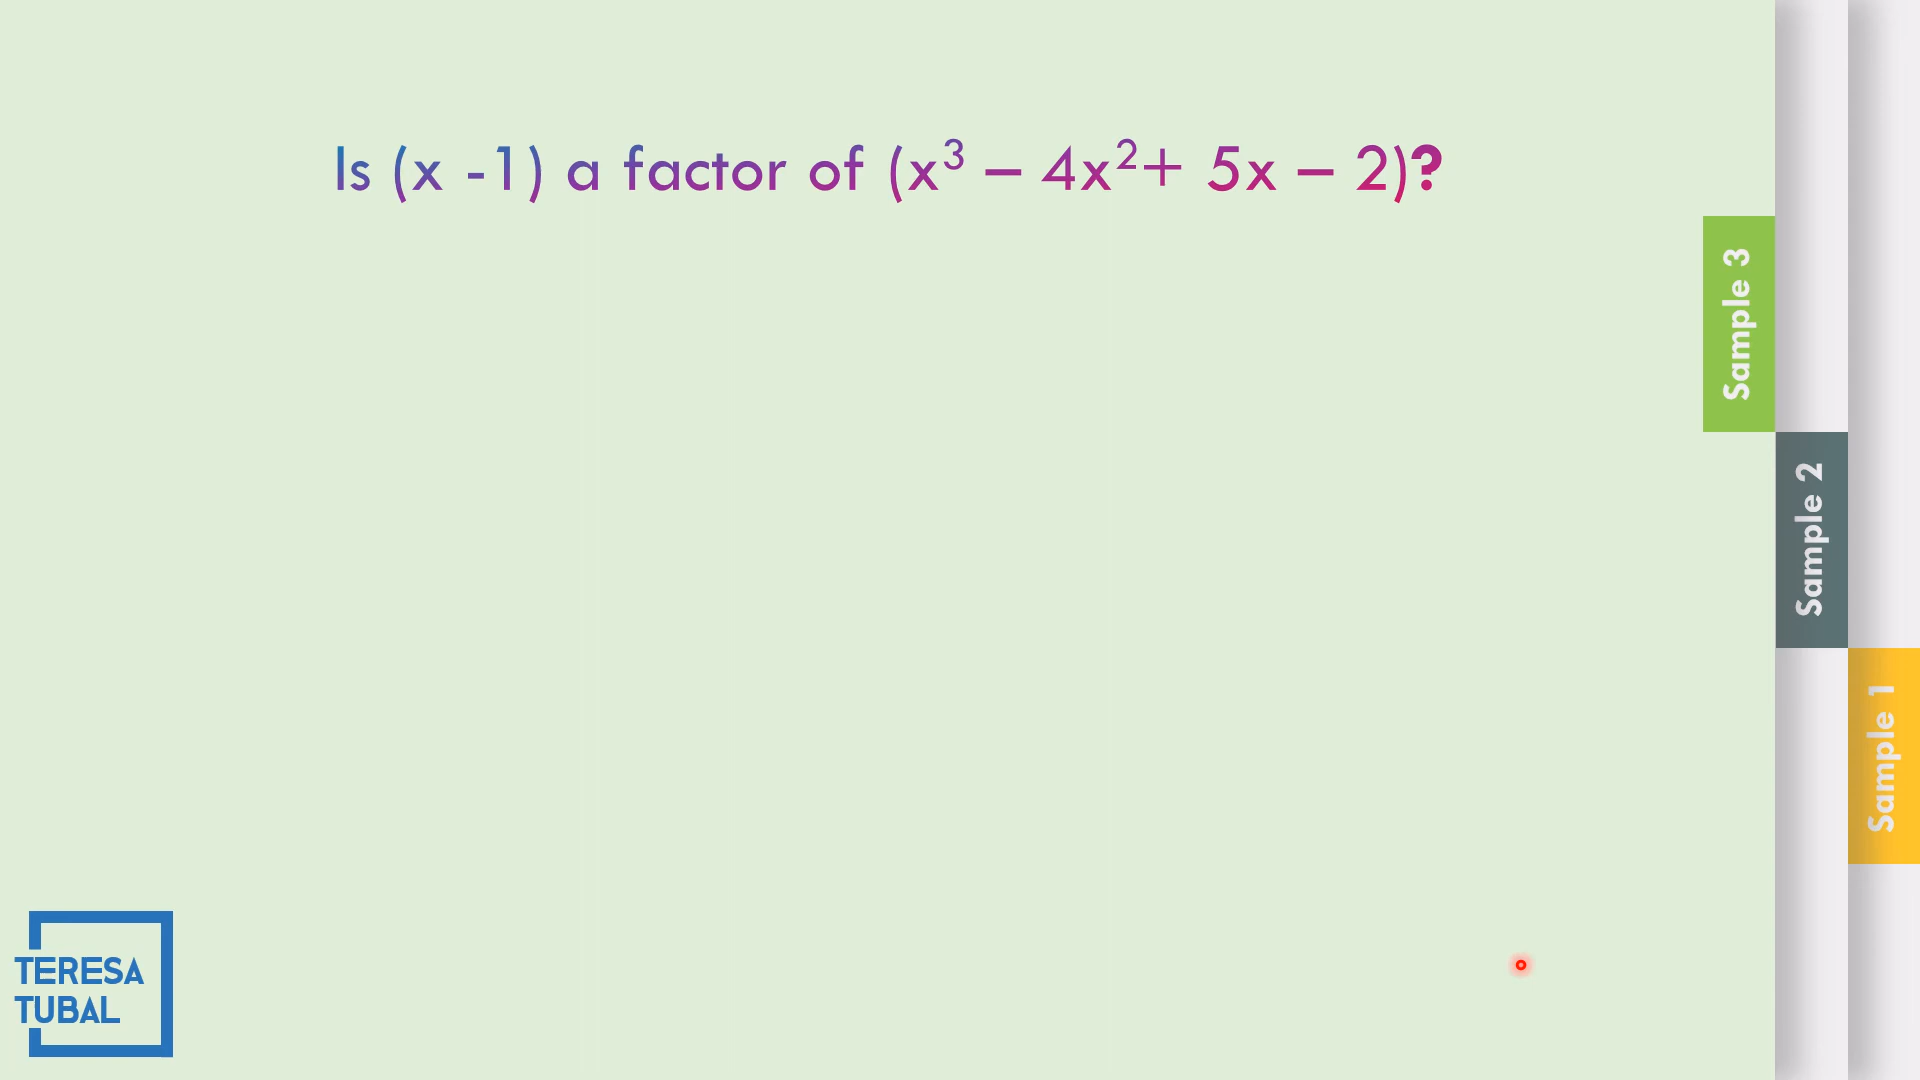 Is (x -1) a factor of (x³ – 4x²+ 5x – 2)?
Sample 3
Sample 2
Sample 1
TERESA
TUBAL